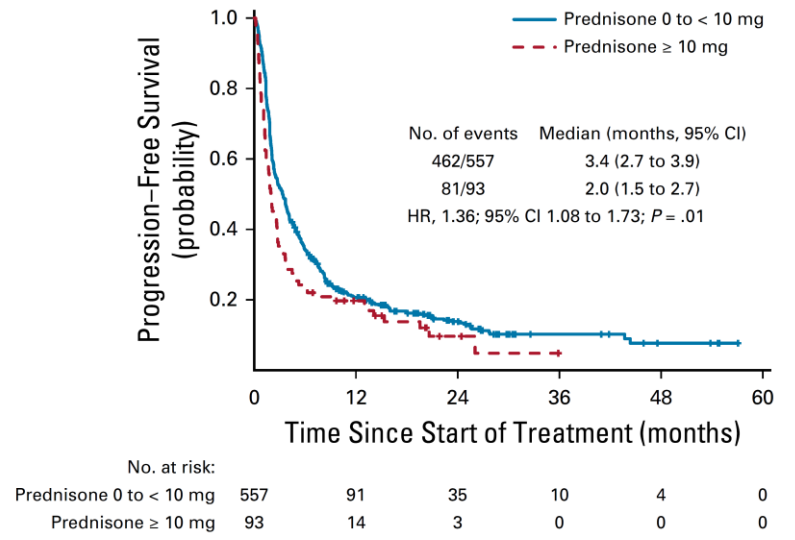 Prednisone 0 to < 10 mg
Prednisone ≥ 10 mg
Progression–Free Survival
(probability)
1.0
0.8
0.6
0.4
0.2
No. of events Median (months, 95% CI)
462/557 3.4 (2.7 to 3.9)
81/93 2.0 (1.5 to 2.7)
HR, 1.36; 95% CI 1.08 to 1.73; P = .01
0 12 24 36 48 60
Time Since Start of Treatment (months)
No. at risk:
Prednisone 0 to < 10 mg 557 91 35 10 4 0
Prednisone ≥ 10 mg 93 14 3 0 0 0